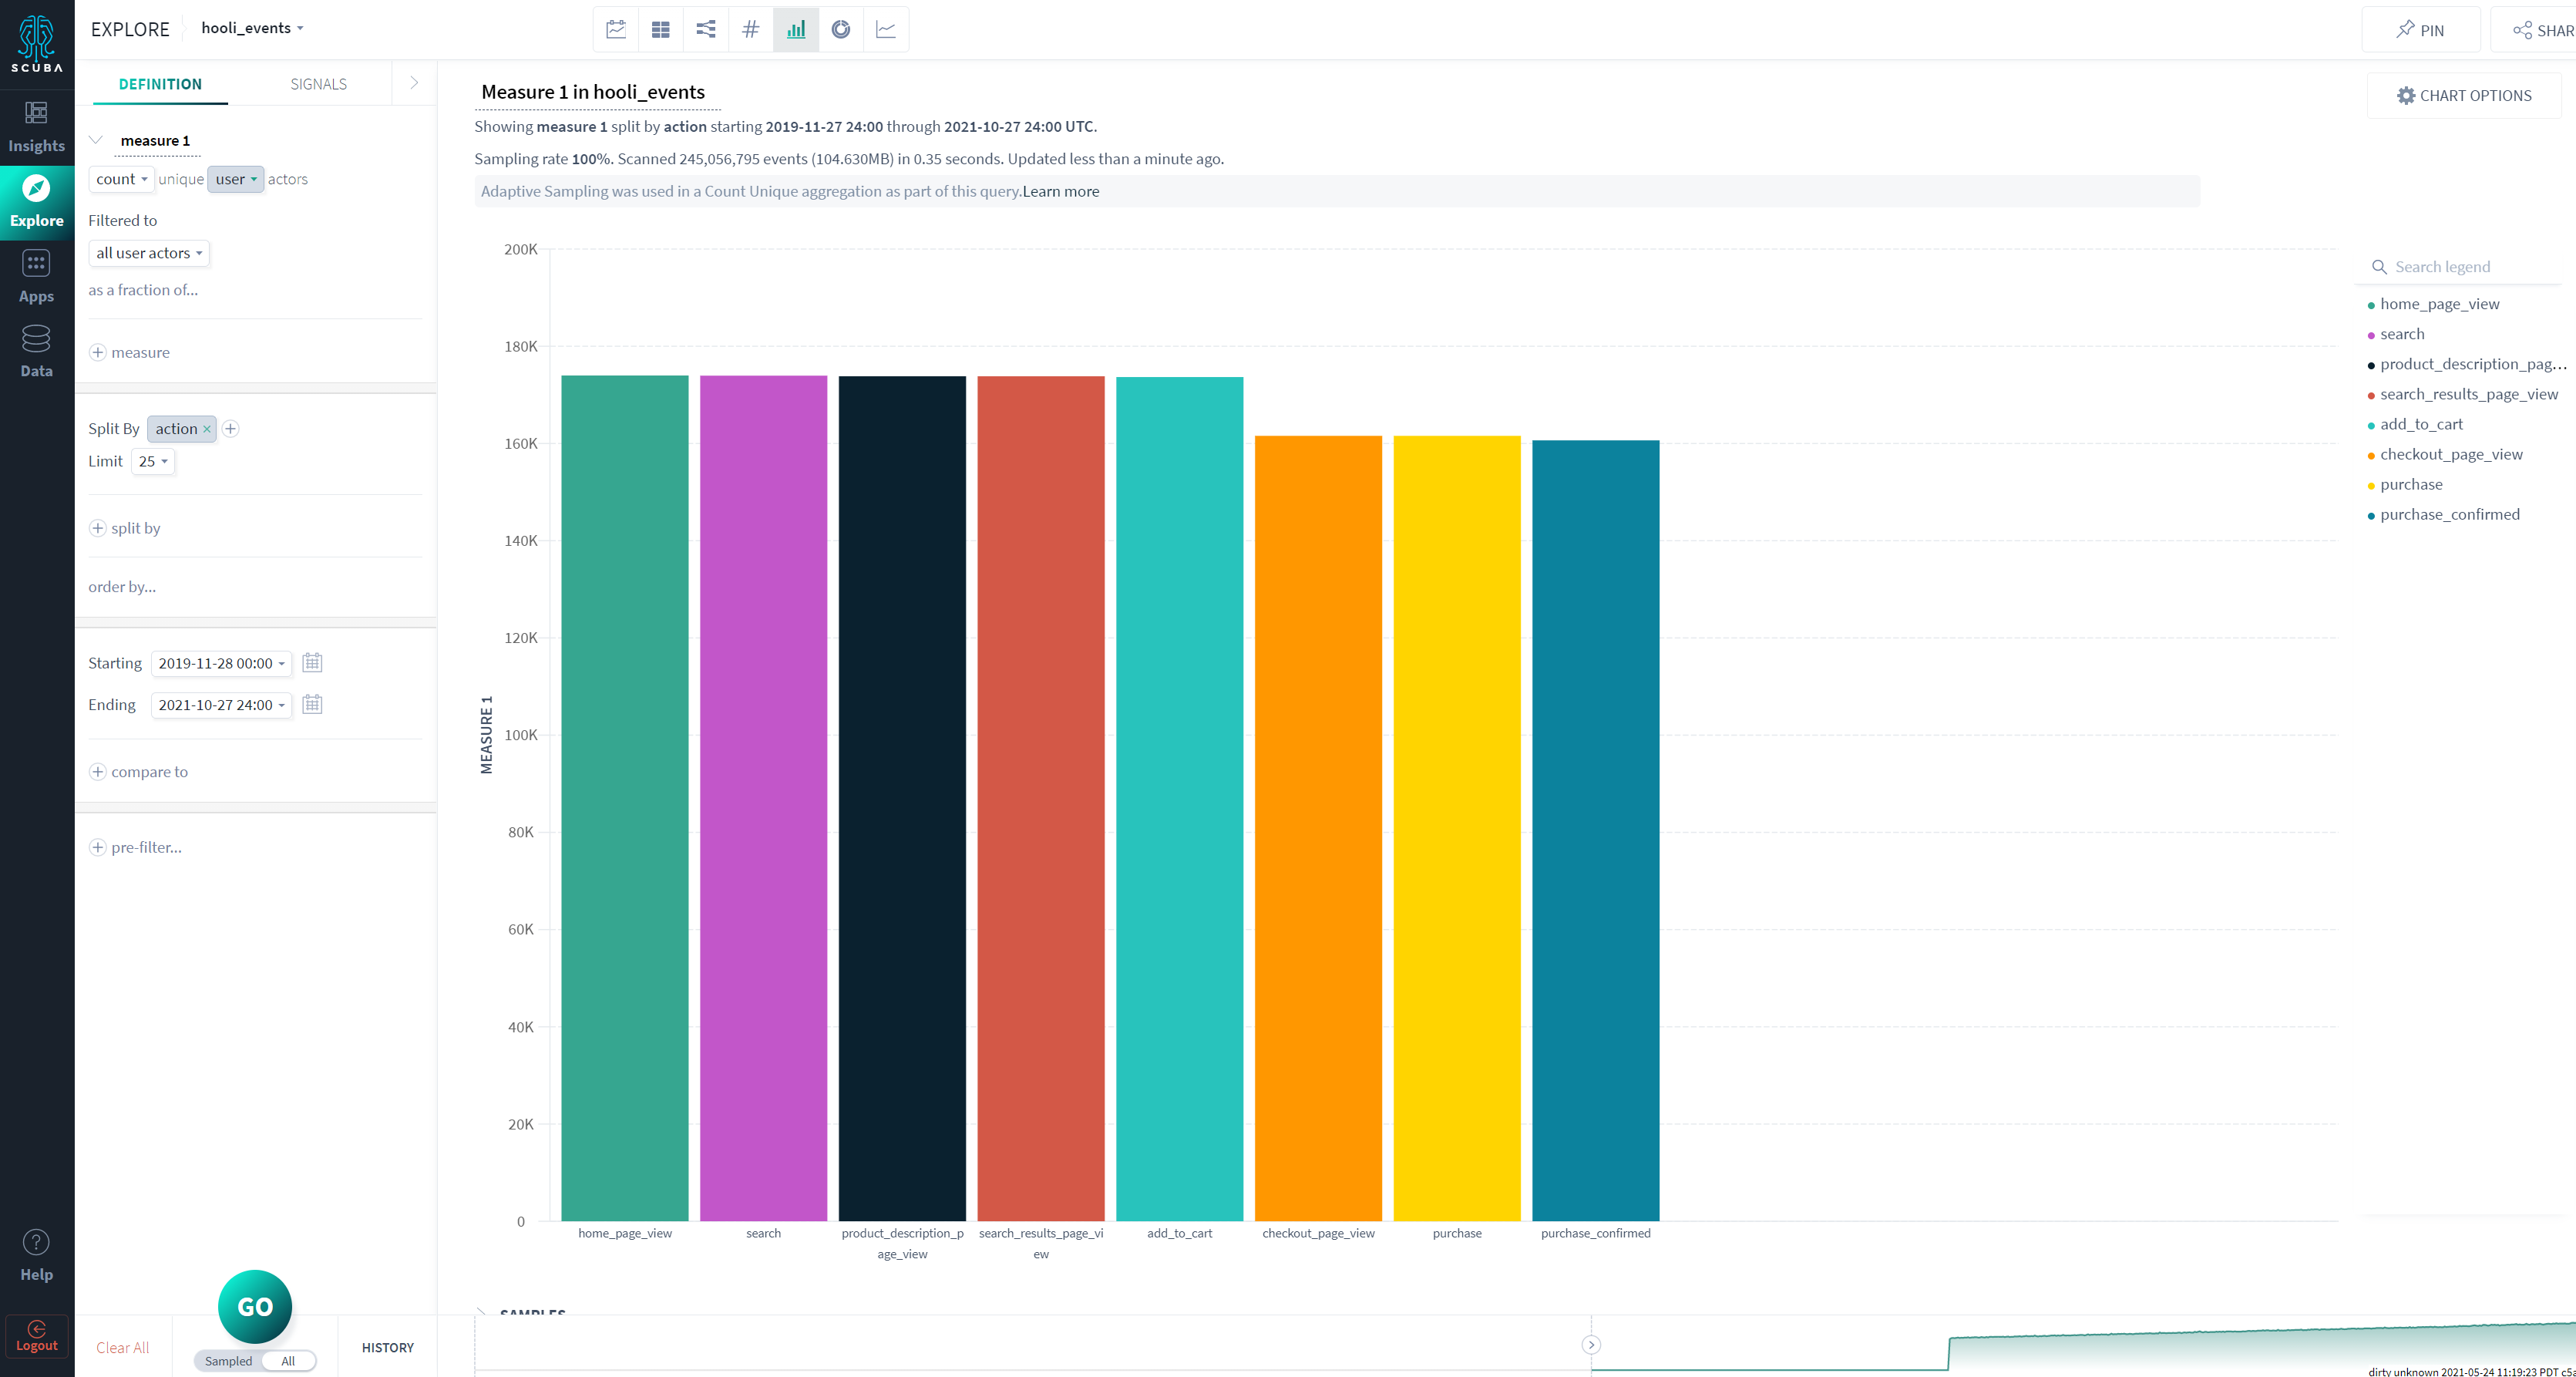 SCUBA
Insights
Explore
Apps
Data
Help
Logout
EXPLORE
hooli_events
PIN
SHAR
DEFINITION
SIGNALS
measure 1
count unique user actors
Filtered to
all user actors
as a fraction of...
measure
Split By action ×
Limit 25
split by
order by...
Starting 2019-11-28 00:00
Ending 2021-10-27 24:00
compare to
pre-filter...
GO
Clear All
Sampled All
HISTORY
Measure 1 in hooli_events
CHART OPTIONS
Showing measure 1 split by action starting 2019-11-27 24:00 through 2021-10-27 24:00 UTC.
Sampling rate 100%. Scanned 245,056,795 events (104.630MB) in 0.35 seconds. Updated less than a minute ago.
Adaptive Sampling was used in a Count Unique aggregation as part of this query.Learn more
200K
180K
160K
140K
120K
100K
80K
60K
40K
20K
0
MEASURE 1
home_page_view
search
product_description_p
age_view
search_results_page_vi
ew
add_to_cart
checkout_page_view
purchase
purchase_confirmed
Search legend
home_page_view
search
product_description_pag...
search_results_page_view
add_to_cart
checkout_page_view
purchase
purchase_confirmed
SAMPLES
dirty unknown 2021-05-24 11:19:23 PDT c5